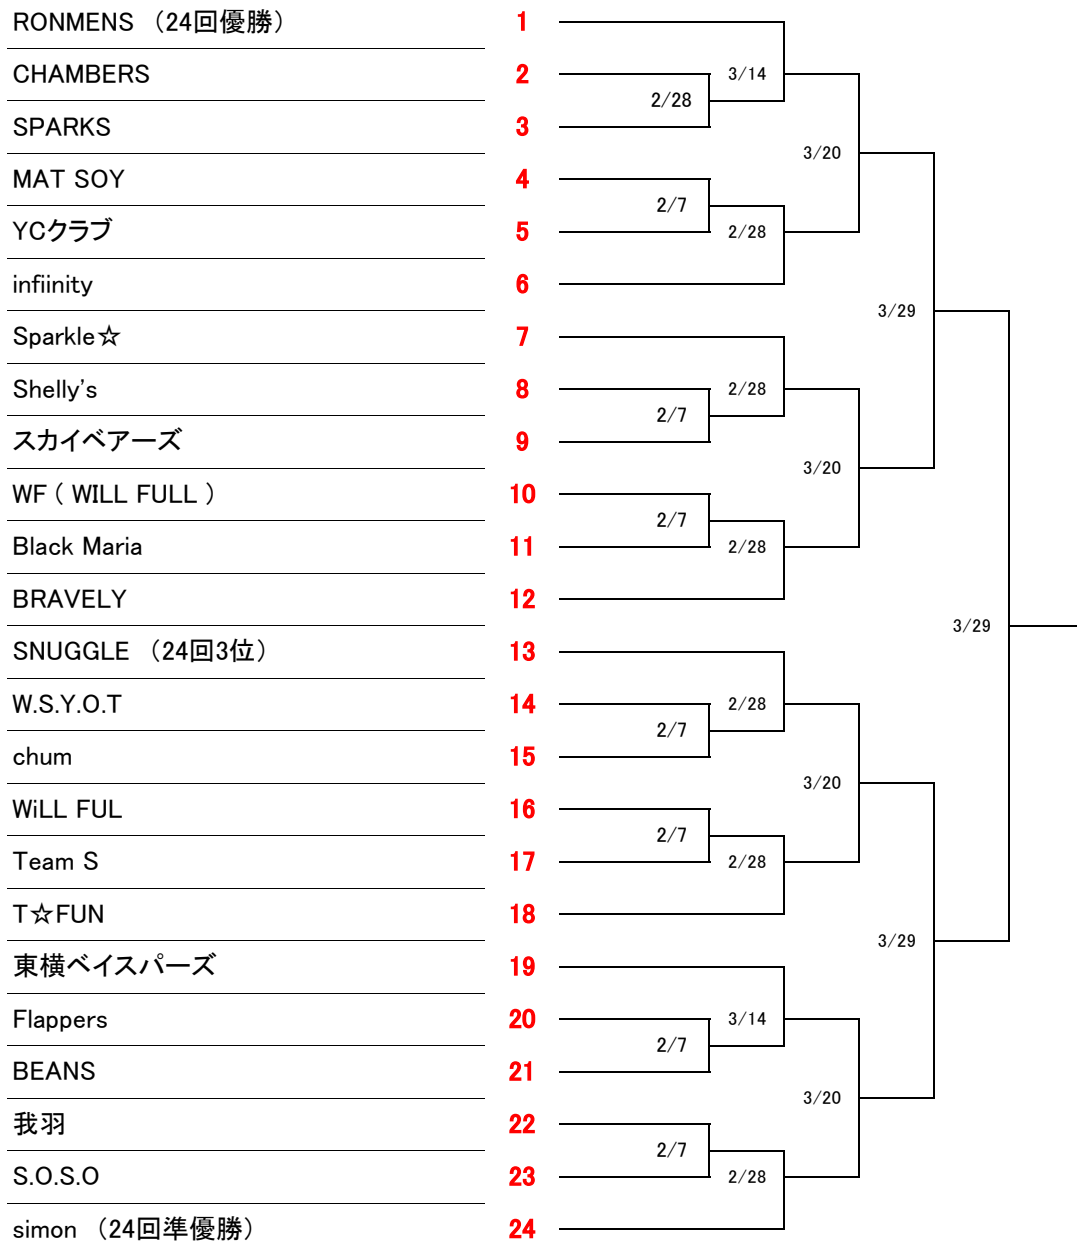 RONMENS （24回優勝） 1
CHAMBERS 2 3/14
2/28
SPARKS 3
3/20
MAT SOY 4
2/7
YCクラブ 5 2/28
infiinity 6
3/29
Sparkle☆ 7
Shelly's 8 2/28
2/7
スカイベアーズ 9
3/20
WF ( WILL FULL ) 10
2/7
Black Maria 11 2/28
BRAVELY 12
3/29
SNUGGLE （24回3位） 13
W.S.Y.O.T 14 2/28
2/7
chum 15
3/20
WiLL FUL 16
2/7
Team S 17 2/28
T☆FUN 18
3/29
東横ベイスパーズ 19
Flappers 20 3/14
2/7
BEANS 21
3/20
我羽 22
2/7
S.O.S.O 23 2/28
simon （24回準優勝） 24